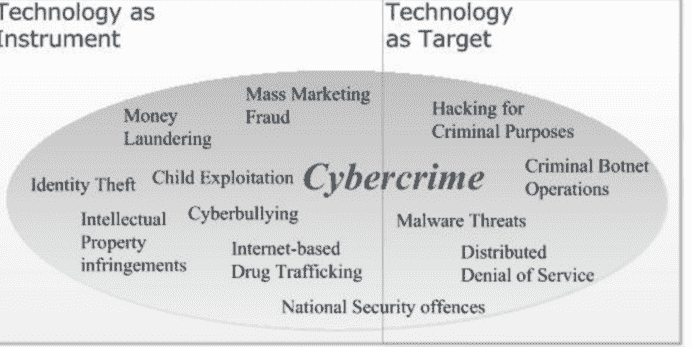 Technology as
Instrument
Technology
as Target
Mass Marketing
Fraud
Money
Laundering
Hacking for
Criminal Purposes
Identity Theft
Child Exploitation
Cybercrime
Criminal Botnet
Operations
Intellectual
Property
infringements
Cyberbullying
Malware Threats
Internet-based
Drug Trafficking
Distributed
Denial of Service
National Security offences